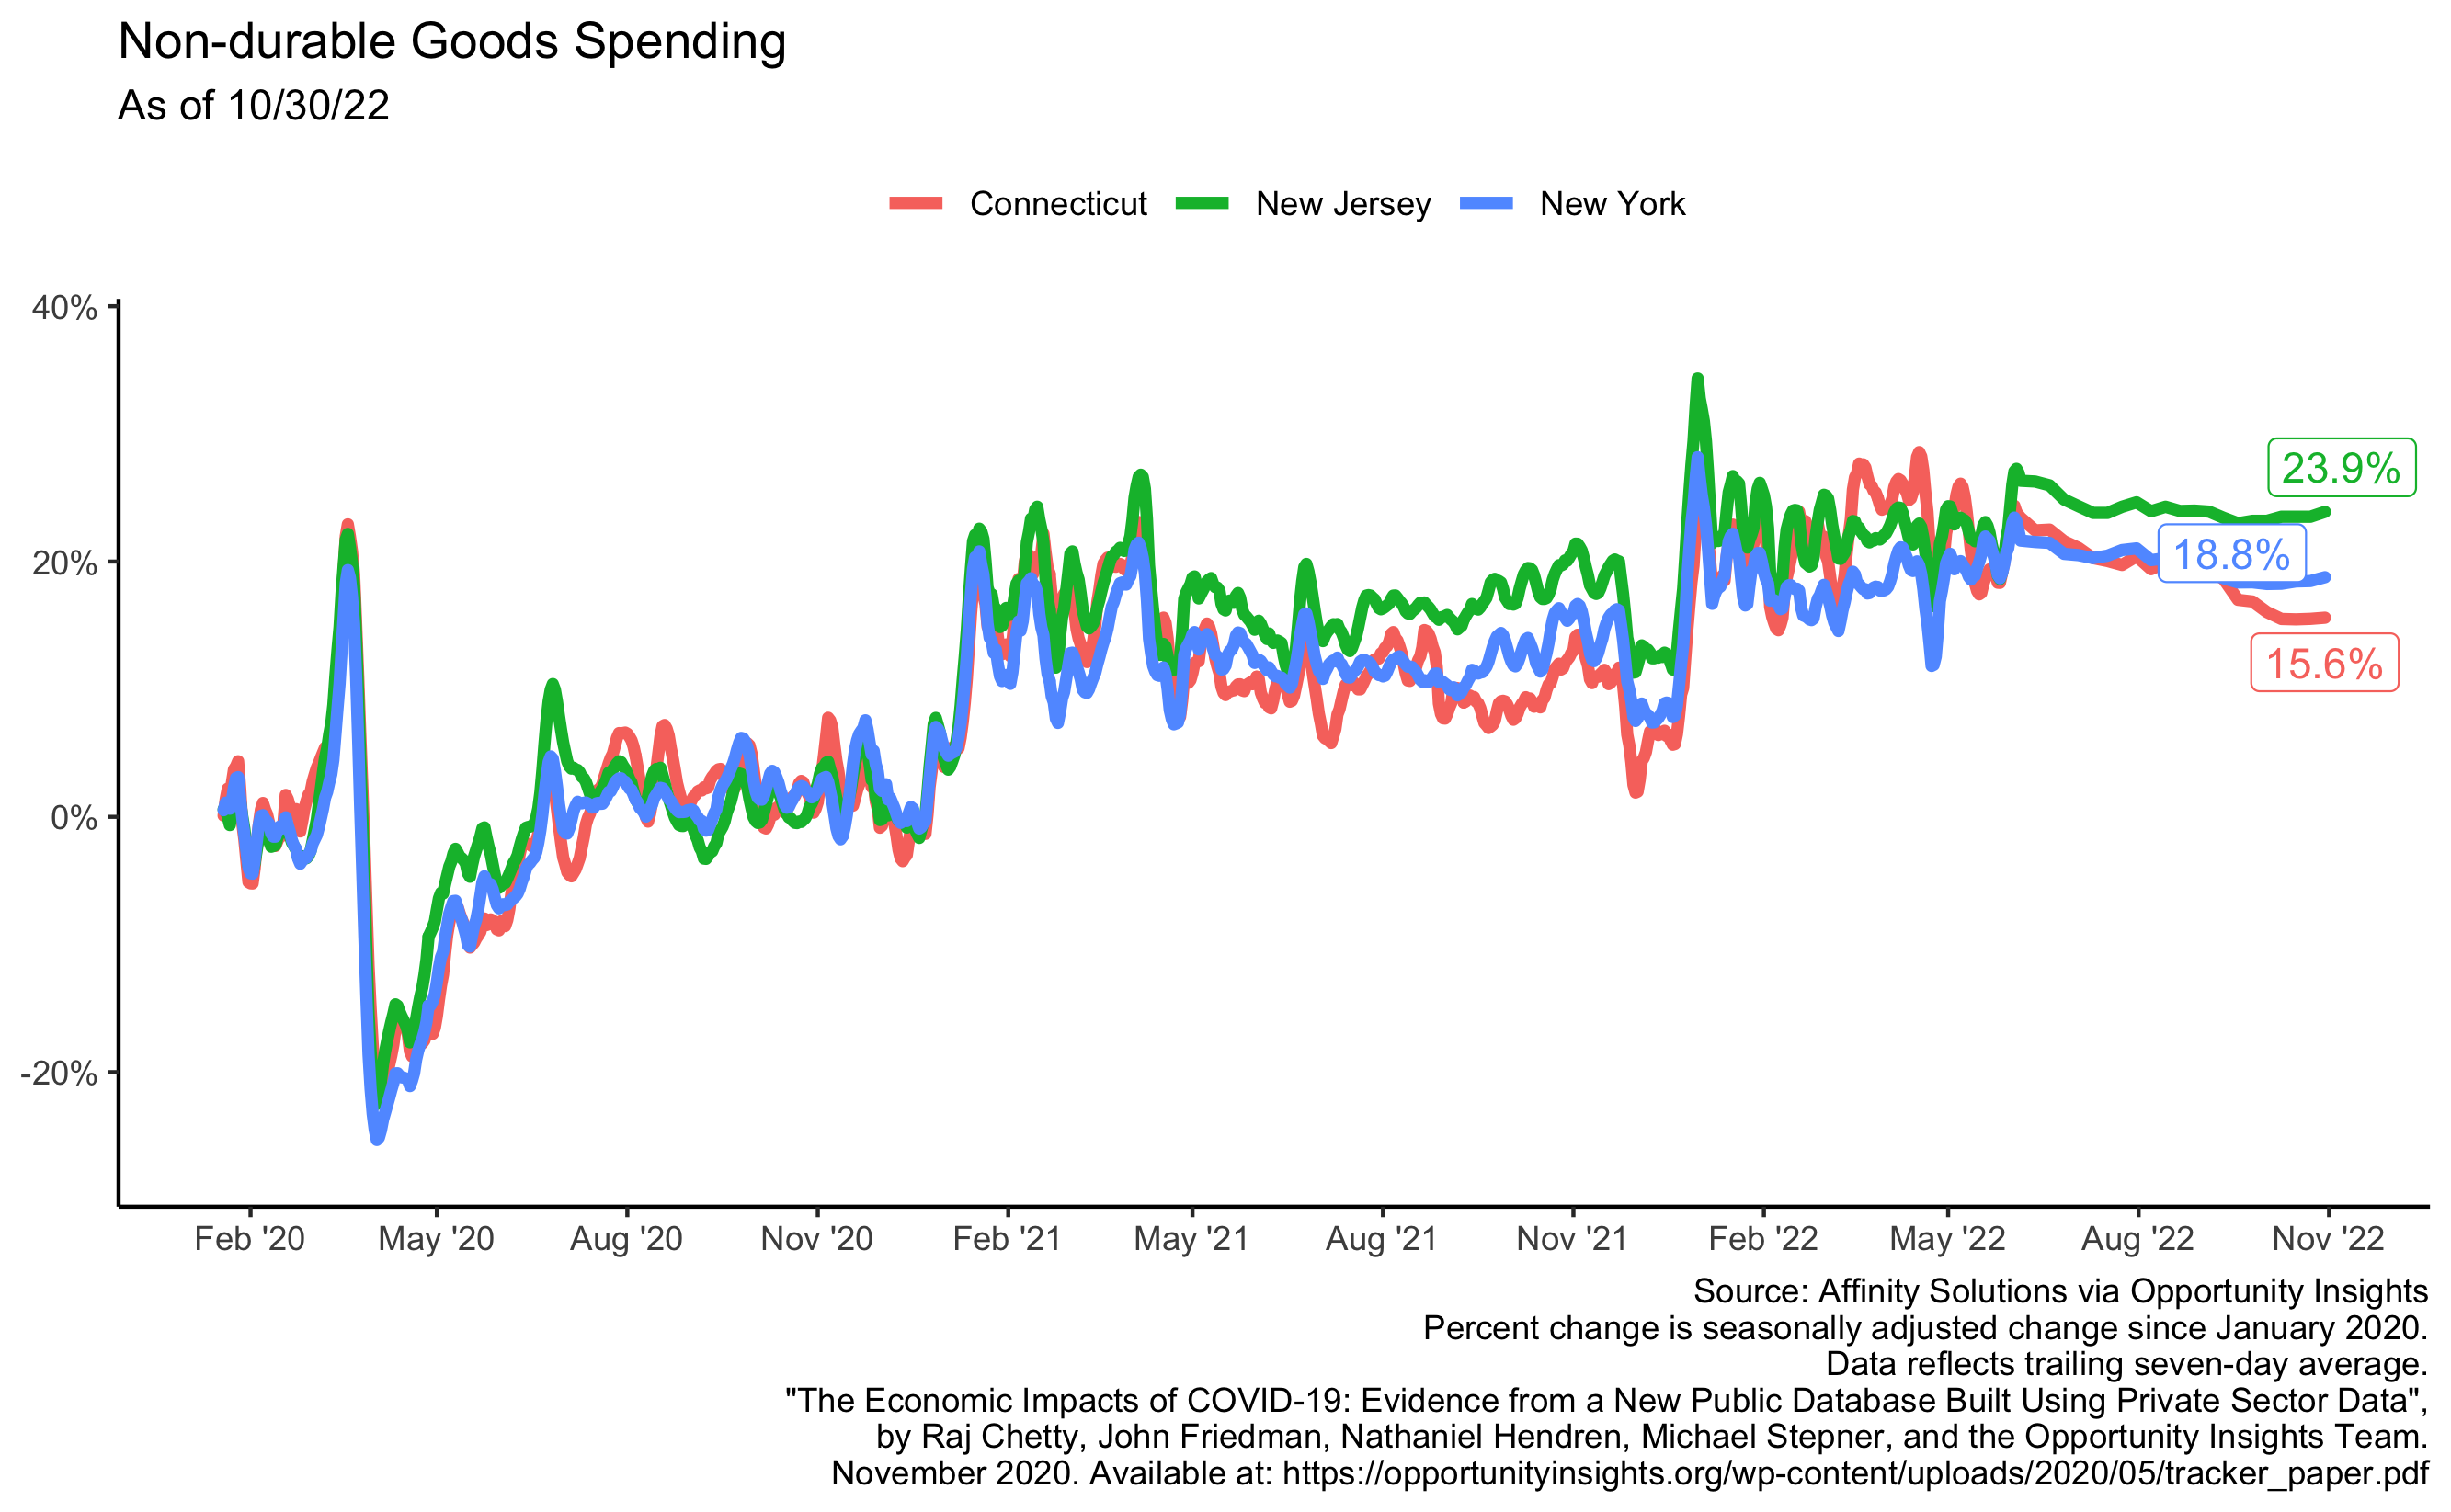 Non-durable Goods Spending
As of 10/30/22
Connecticut New Jersey New York
40%
20%
0%
-20%
23.9%
18.8%
15.6%
Feb '20 May '20 Aug '20 Nov '20 Feb '21 May '21 Aug '21 Nov '21 Feb '22 May '22 Aug '22 Nov '22
Source: Affinity Solutions via Opportunity Insights
Percent change is seasonally adjusted change since January 2020.
Data reflects trailing seven-day average.
"The Economic Impacts of COVID-19: Evidence from a New Public Database Built Using Private Sector Data",
by Raj Chetty, John Friedman, Nathaniel Hendren, Michael Stepner, and the Opportunity Insights Team.
November 2020. Available at: https://opportunityinsights.org/wp-content/uploads/2020/05/tracker_paper.pdf